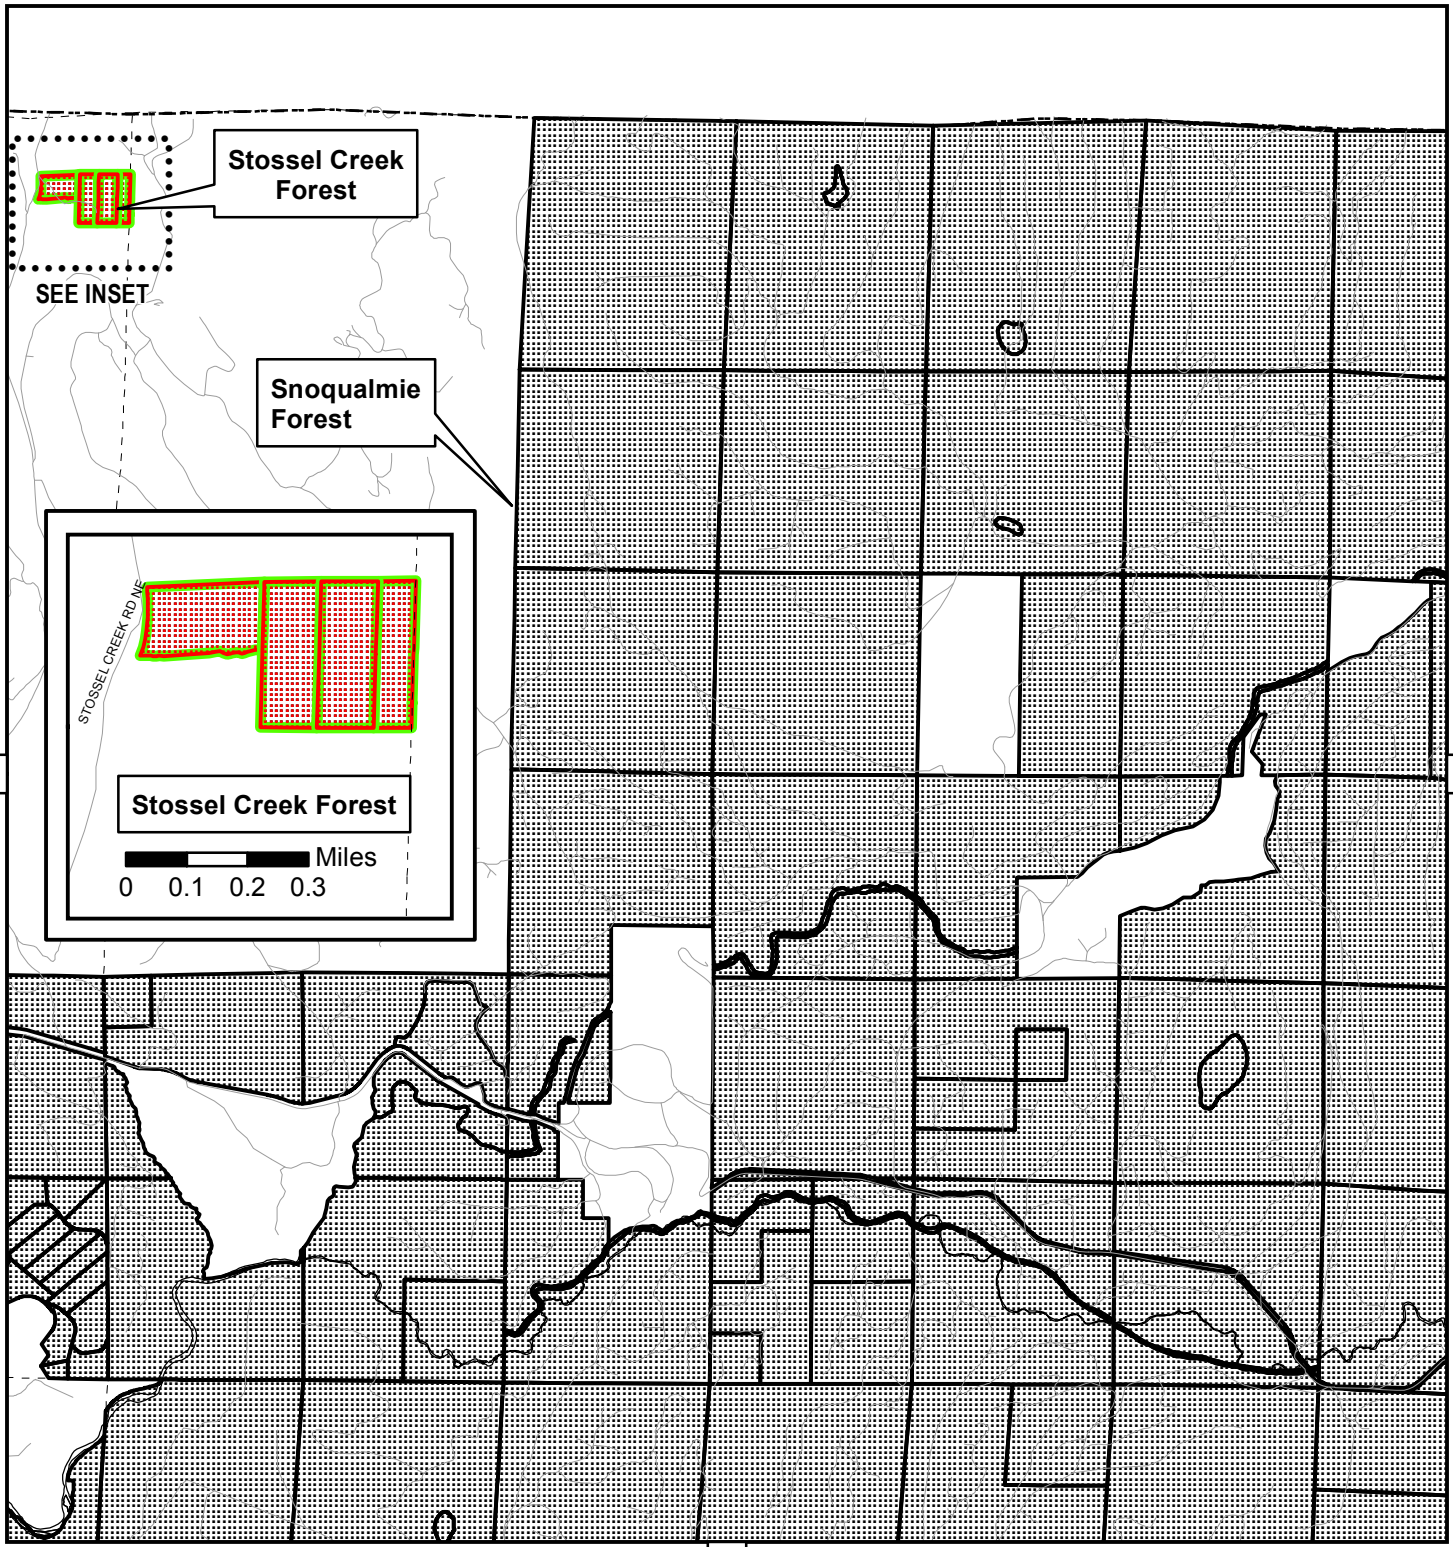 Stossel Creek
Forest
SEE INSET
Snoqualmie
Forest
STOSSEL CREEK RD NE
Stossel Creek Forest
Miles
0 0.1 0.2 0.3